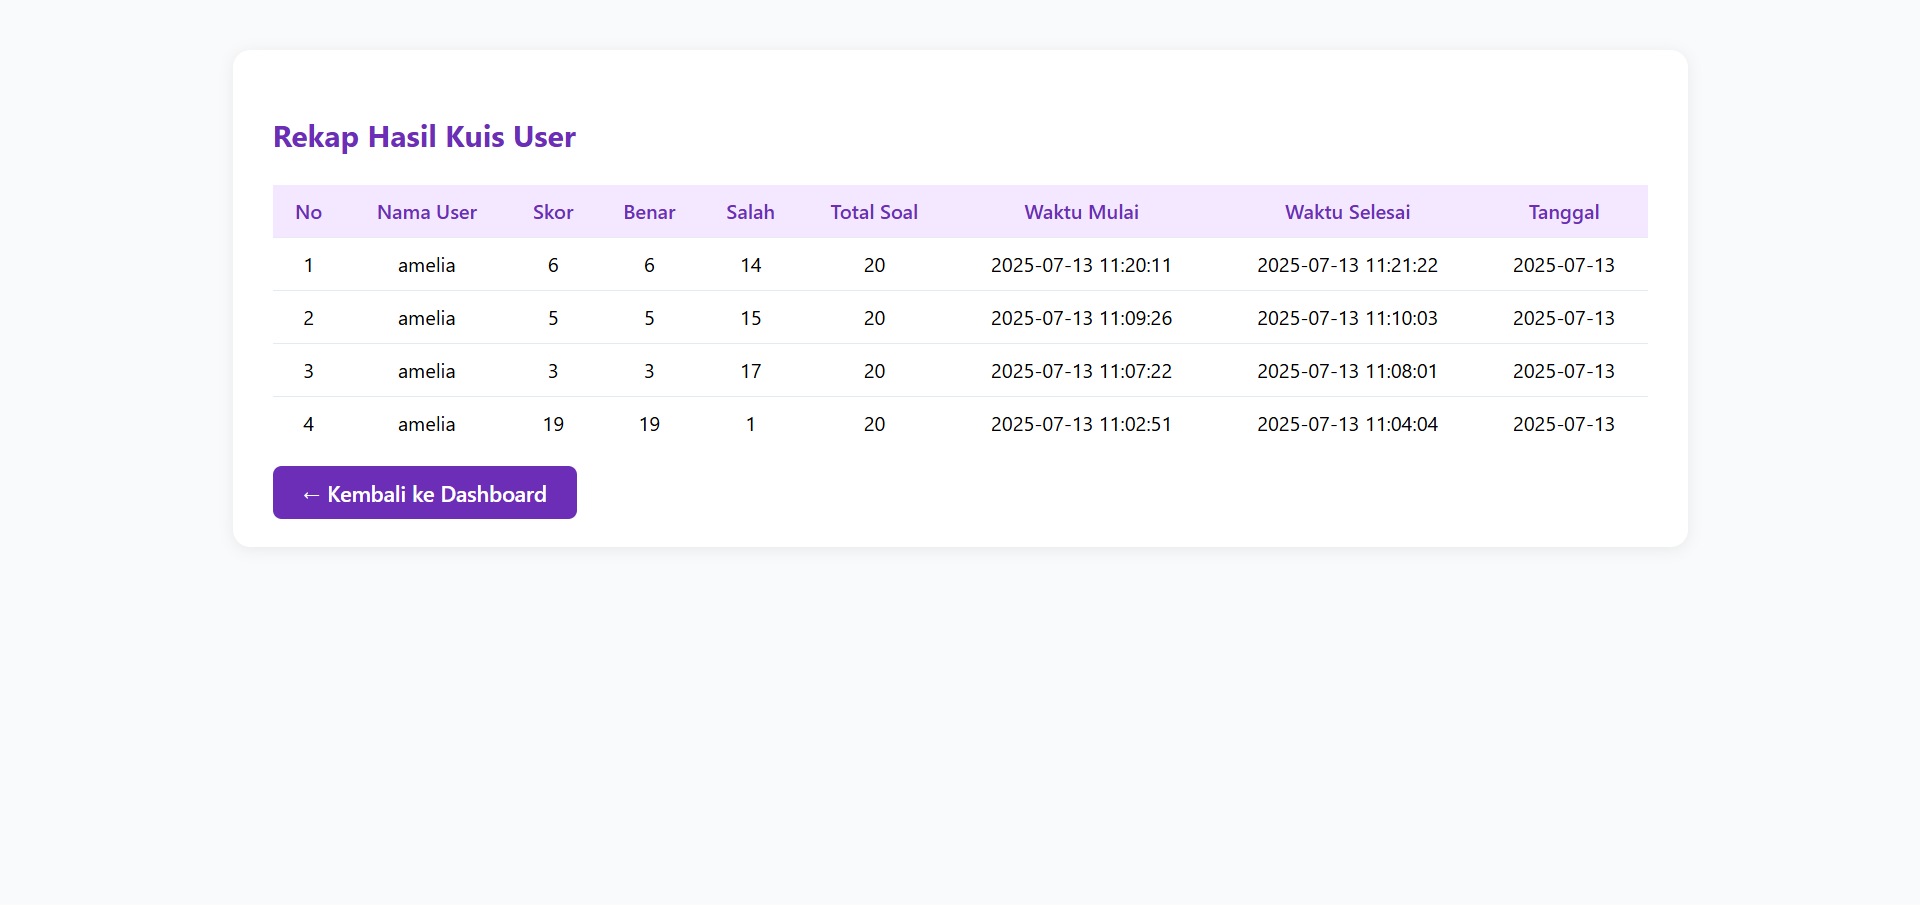 Rekap Hasil Kuis User
No Nama User Skor Benar Salah Total Soal Waktu Mulai Waktu Selesai Tanggal
1 amelia 6 6 14 20 2025-07-13 11:20:11 2025-07-13 11:21:22 2025-07-13
2 amelia 5 5 15 20 2025-07-13 11:09:26 2025-07-13 11:10:03 2025-07-13
3 amelia 3 3 17 20 2025-07-13 11:07:22 2025-07-13 11:08:01 2025-07-13
4 amelia 19 19 1 20 2025-07-13 11:02:51 2025-07-13 11:04:04 2025-07-13
← Kembali ke Dashboard